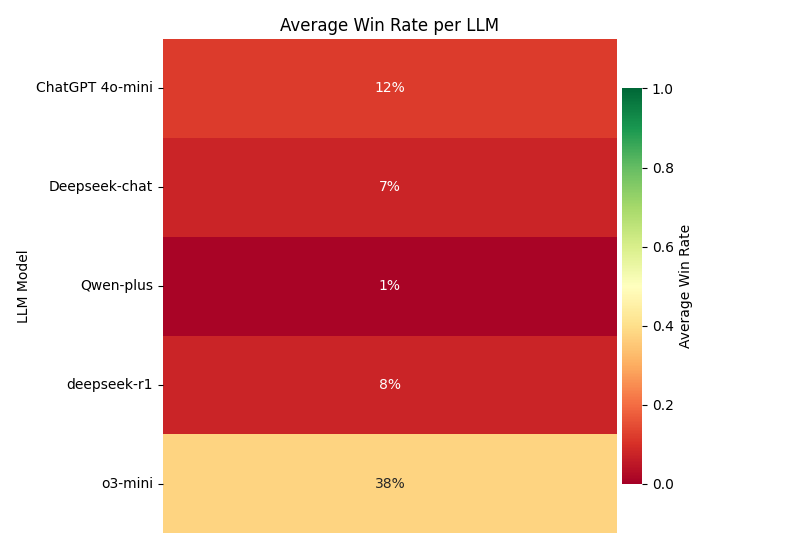 Average Win Rate per LLM
ChatGPT 4o-mini
12%
Deepseek-chat
7%
Qwen-plus
1%
deepseek-r1
8%
o3-mini
38%
LLM Model
1.0
0.8
0.6
0.4
0.2
0.0
Average Win Rate